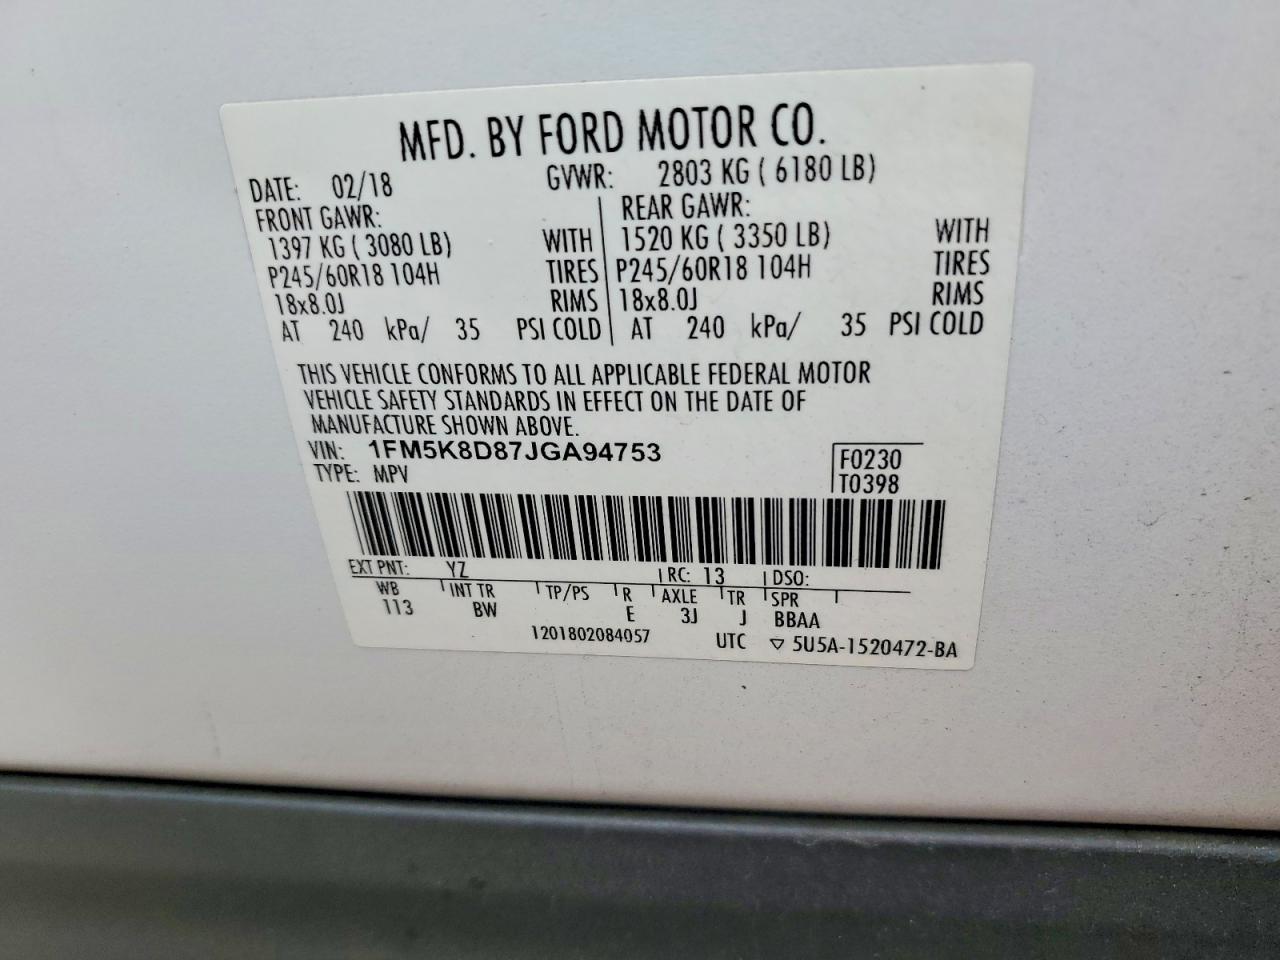 MFD. BY FORD MOTOR CO.
DATE: 02/18 GVWR: 2803 KG ( 6180 LB)
FRONT GAWR: REAR GAWR:
1397 KG ( 3080 LB) WITH 1520 KG ( 3350 LB) WITH
P245/60R18 104H TIRES P245/60R18 104H TIRES
18x8.0J RIMS 18x8.0J RIMS
AT 240 kPa/ 35 PSI COLD AT 240 kPa/ 35 PSI COLD
THIS VEHICLE CONFORMS TO ALL APPLICABLE FEDERAL MOTOR
VEHICLE SAFETY STANDARDS IN EFFECT ON THE DATE OF
MANUFACTURE SHOWN ABOVE.
VIN: 1FM5K8D87JGA94753 F0230
TYPE: MPV T0398
EXT PNT: YZ RC: 13 DSO:
WB INT TR TP/PS R AXLE TR SPR
113 BW E 3J J BBAA
1201802084057 UTC ▽ 5U5A-1520472-BA